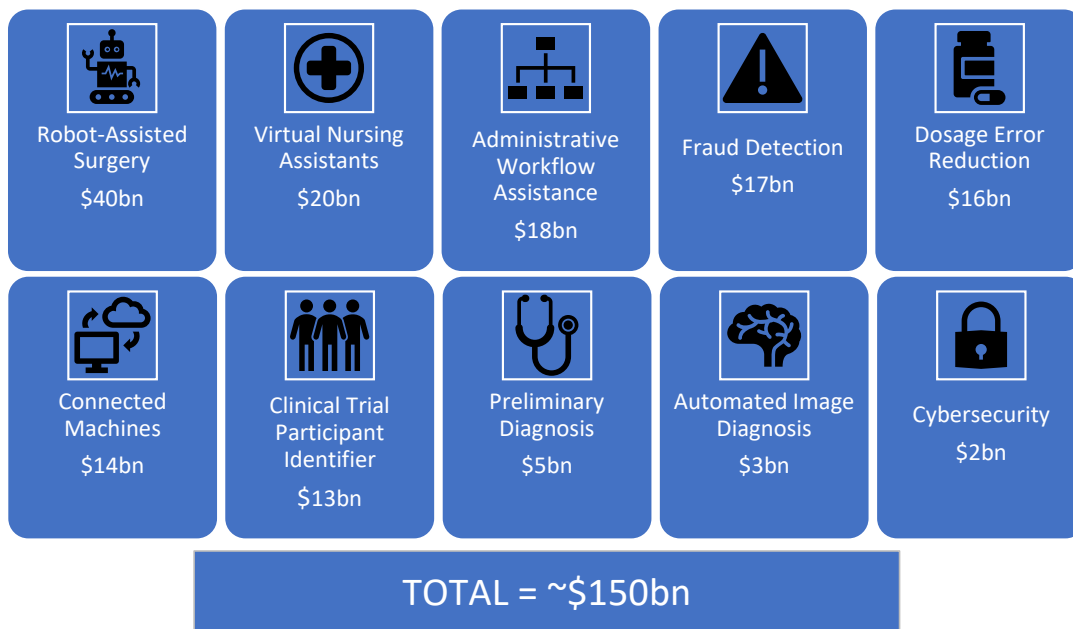 Robot-Assisted
Surgery
$40bn
Virtual Nursing
Assistants
$20bn
Administrative
Workflow
Assistance
$18bn
Fraud Detection
$17bn
Dosage Error
Reduction
$16bn
Connected
Machines
$14bn
Clinical Trial
Participant
Identifier
$13bn
Preliminary
Diagnosis
$5bn
Automated Image
Diagnosis
$3bn
Cybersecurity
$2bn
TOTAL = ~$150bn